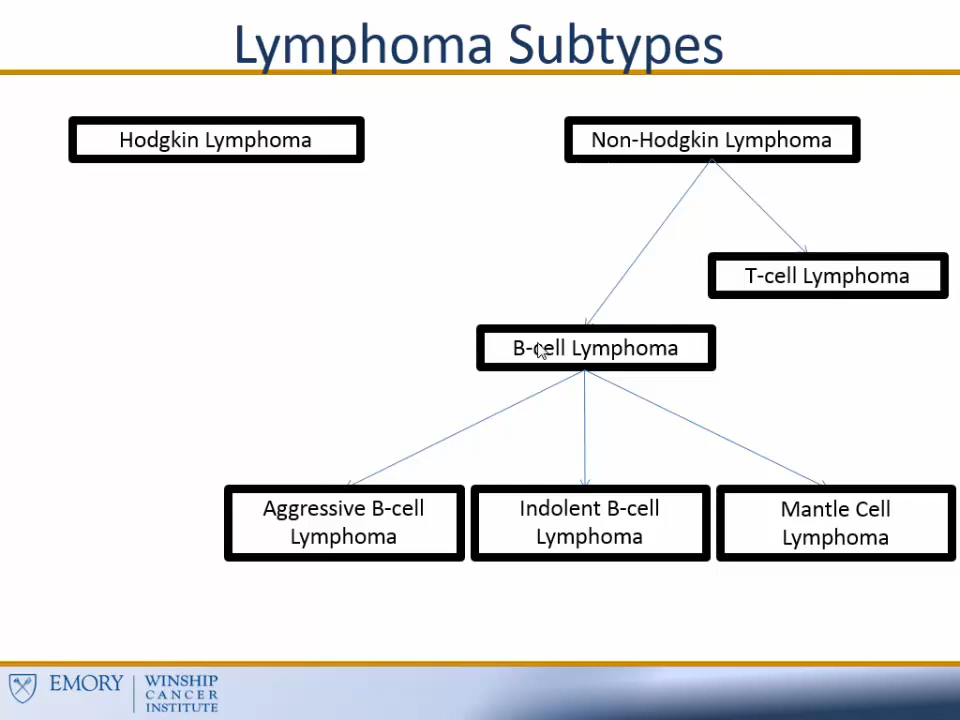 Lymphoma Subtypes
Hodgkin Lymphoma
Non-Hodgkin Lymphoma
T-cell Lymphoma
B-cell Lymphoma
Aggressive B-cell
Lymphoma
Indolent B-cell
Lymphoma
Mantle Cell
Lymphoma
EMORY
WINSHIP
CANCER
INSTITUTE